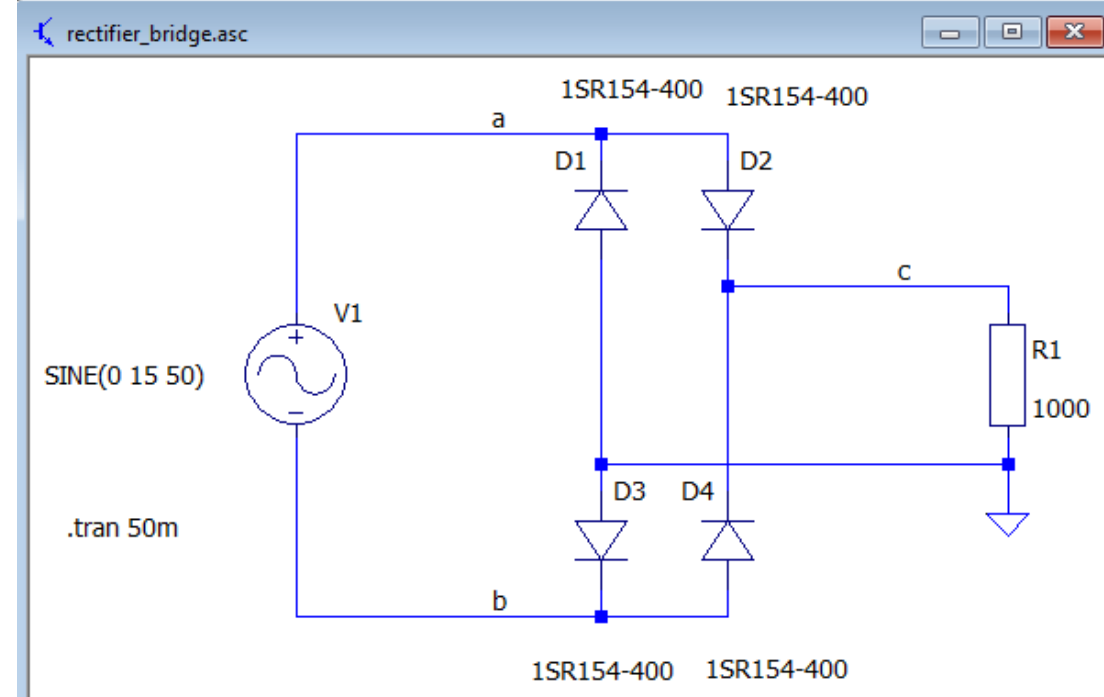 rectifier_bridge.asc
1SR154-400 1SR154-400
a
D1 D2
c
V1
R1
SINE(0 15 50)
1000
D3 D4
.tran 50m
b
1SR154-400 1SR154-400